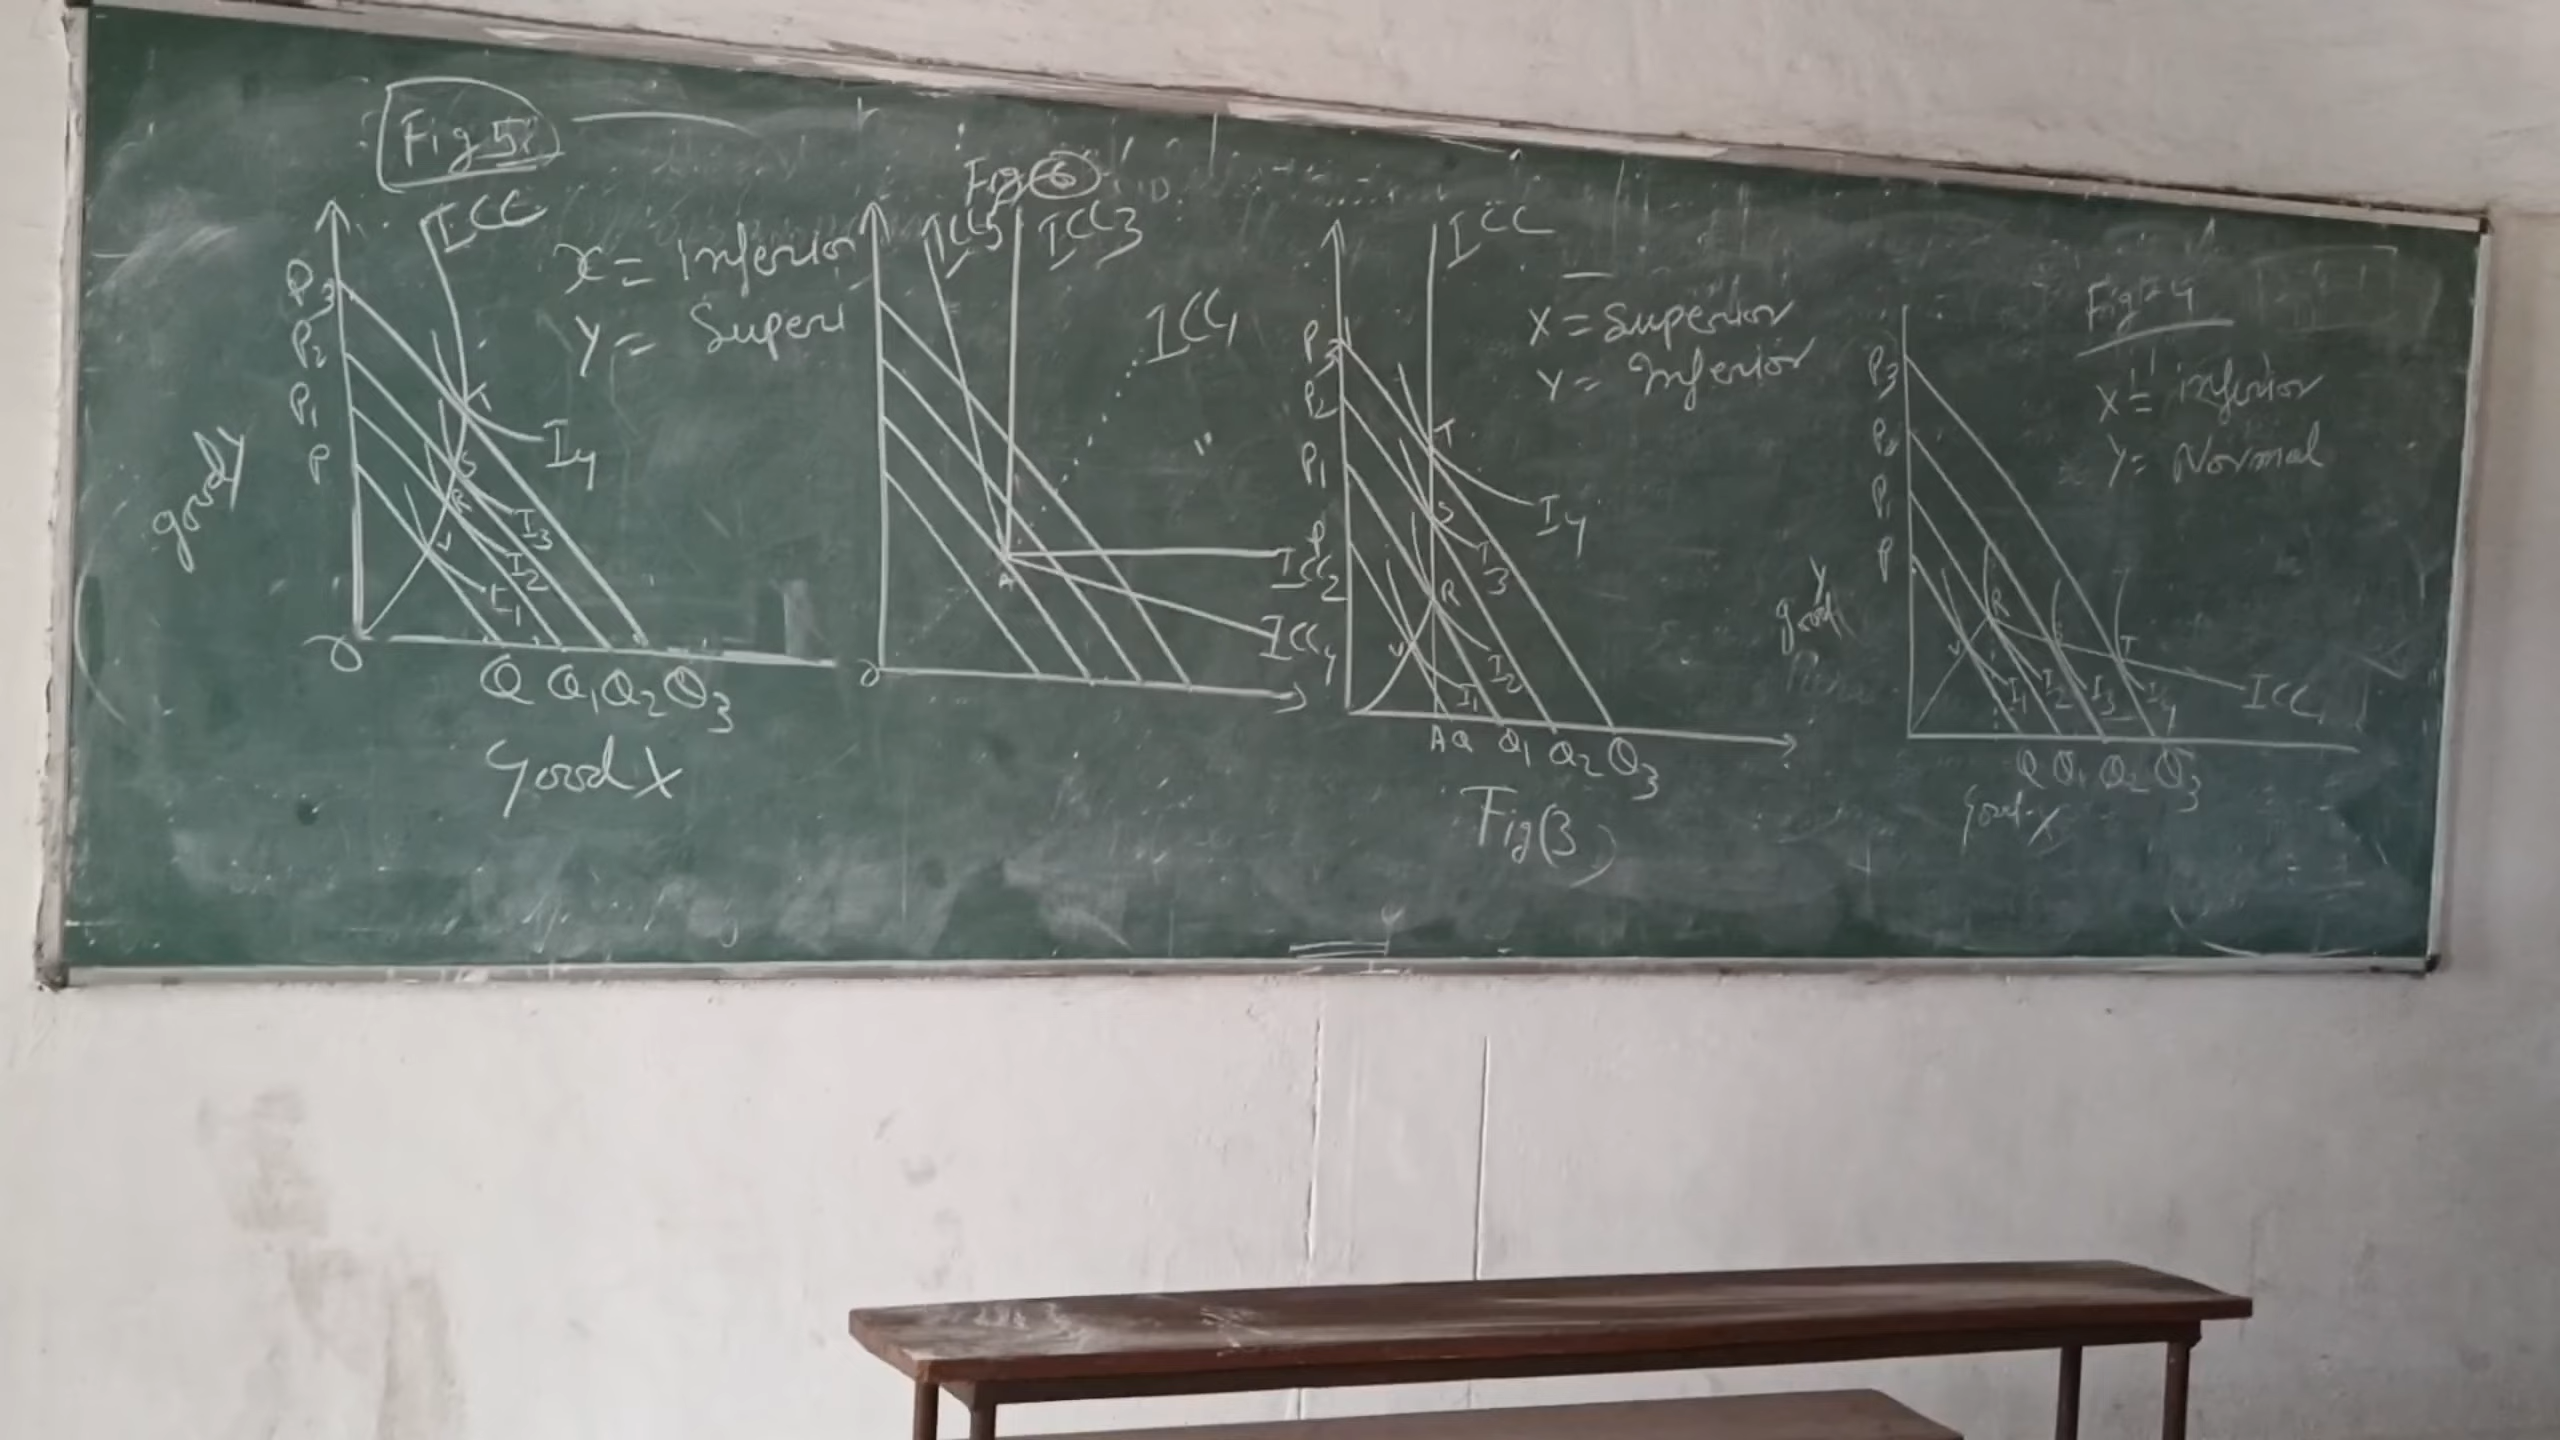 Fig 5
ICC
X = Inferior
Y = Superi
P3
P2
P1
P
good y
T
S
R
U
I4
I3
I2
I1
O
Q Q1 Q2 Q3
Good X
Fig 6
ICC5
ICC3
ICC1
A
ICC2
ICC4
O
ICC
X = Superior
Y = Inferior
P3
P2
P1
P
T
S
R
U
I4
I3
I2
I1
A Q Q1 Q2 Q3
Fig (3)
Fig - 4
X = inferior
Y = Normal
P3
P2
P1
P
Y
good
U
R
T
I1 I2 I3 I4
ICC
Q Q1 Q2 Q3
Good - X